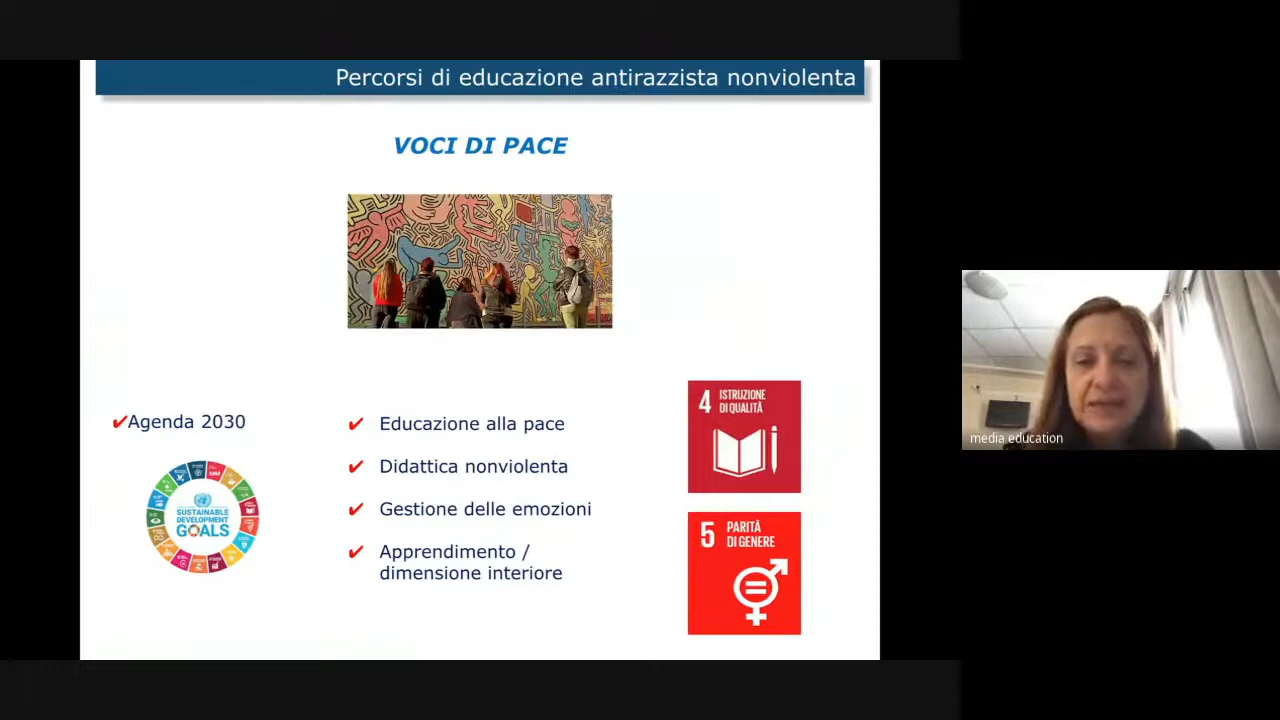 Percorsi di educazione antirazzista nonviolenta
VOCI DI PACE
✔Agenda 2030
SUSTAINABLE
DEVELOPMENT
GOALS
✔ Educazione alla pace
✔ Didattica nonviolenta
✔ Gestione delle emozioni
✔ Apprendimento /
dimensione interiore
4 ISTRUZIONE
DI QUALITÀ
5 PARITÀ
DI GENERE
media education